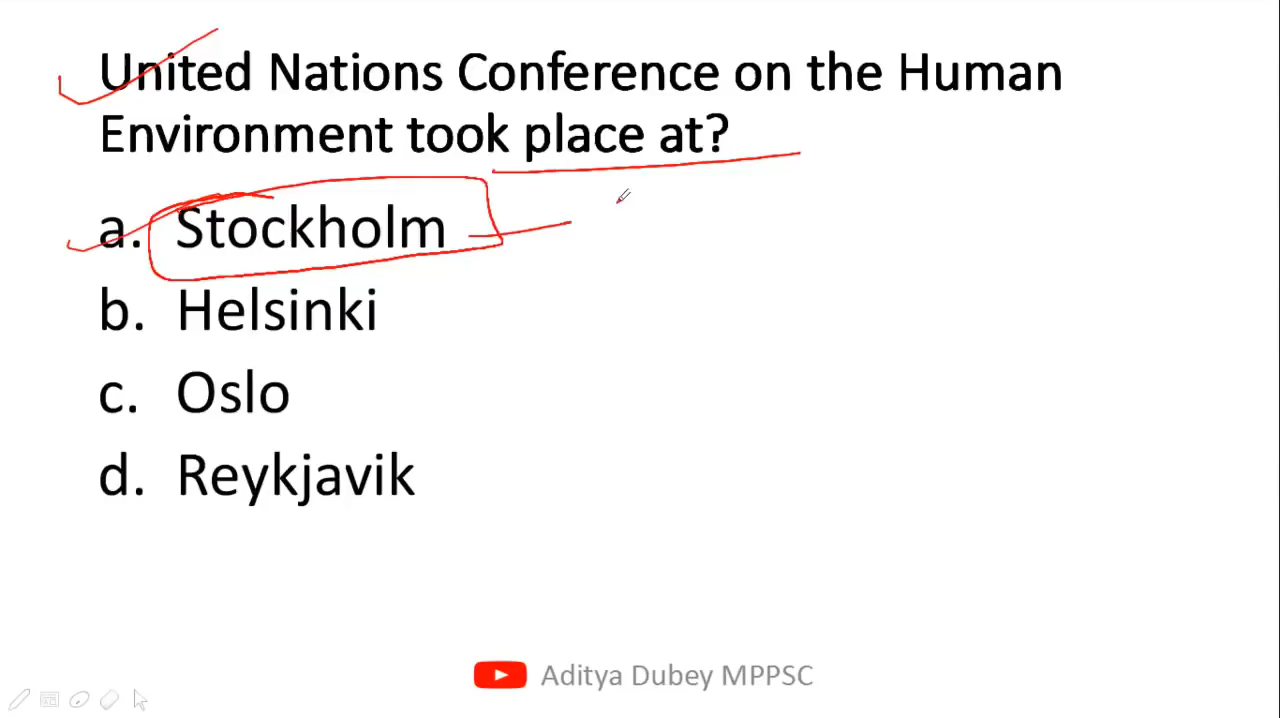 United Nations Conference on the Human
Environment took place at?
a. Stockholm
b. Helsinki
c. Oslo
d. Reykjavik
Aditya Dubey MPPSC